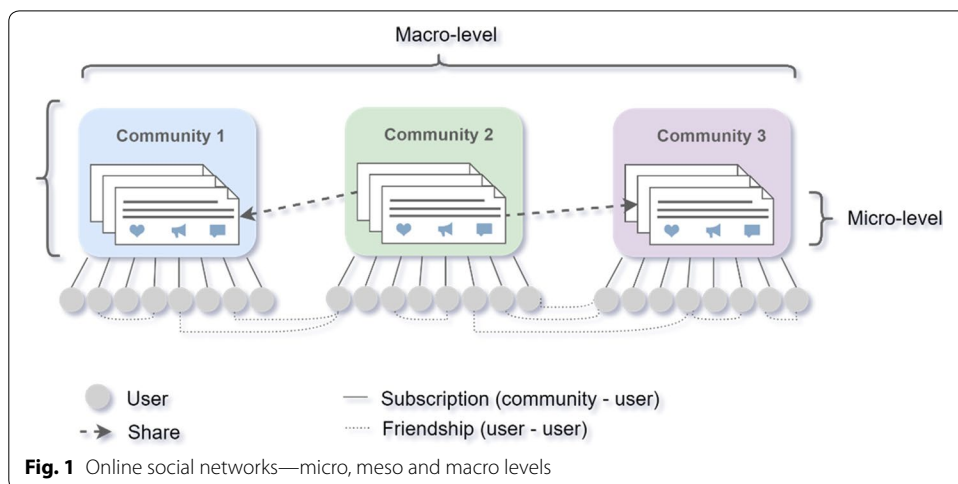 Macro-level
Community 1
Community 2
Community 3
Micro-level
User
Subscription (community - user)
Share
Friendship (user - user)
Fig. 1 Online social networks—micro, meso and macro levels